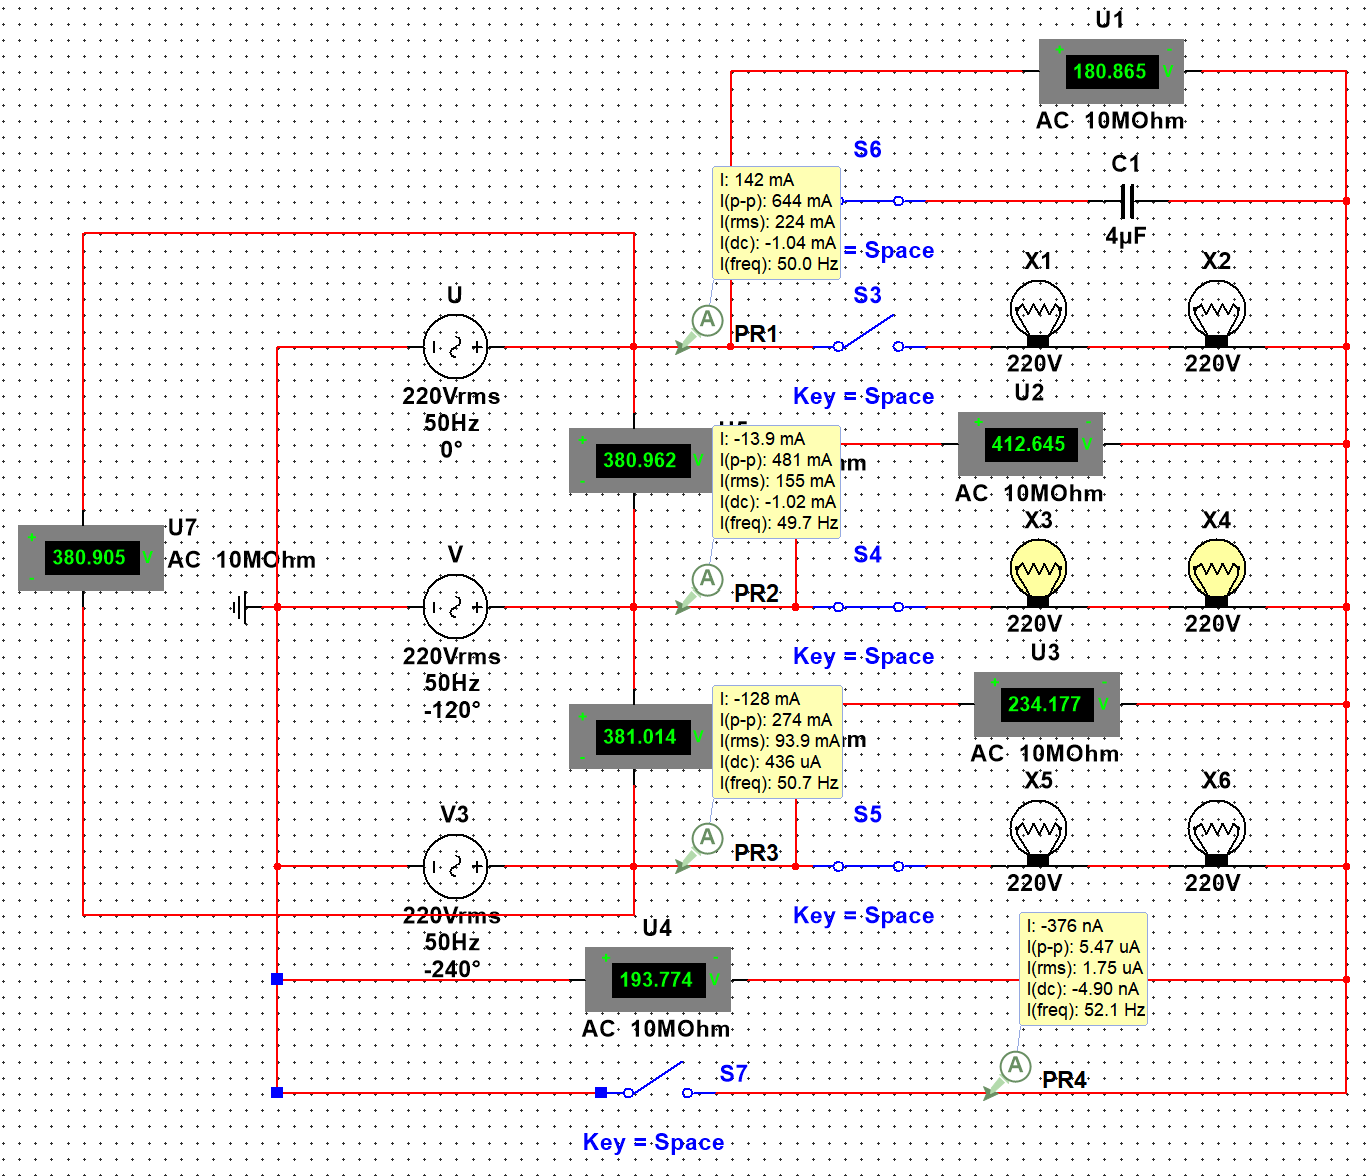 U1
+ -
180.865 V
AC 10MOhm
S6
C1
I: 142 mA
I(p-p): 644 mA
I(rms): 224 mA
I(dc): -1.04 mA
I(freq): 50.0 Hz
4µF
= Space
X1
X2
U
S3
A
PR1
220V
220V
220Vrms
50Hz
0°
Key = Space
U2
+ -
412.645 V
AC 10MOhm
+
380.962 V
-
I: -13.9 mA
I(p-p): 481 mA
I(rms): 155 mA
I(dc): -1.02 mA
I(freq): 49.7 Hz
X3
X4
U7
+
380.905 V
-
AC 10MOhm
V
S4
A
PR2
220V
220V
220Vrms
50Hz
-120°
Key = Space
U3
+ -
234.177 V
AC 10MOhm
+
381.014 V
-
I: -128 mA
I(p-p): 274 mA
I(rms): 93.9 mA
I(dc): 436 uA
I(freq): 50.7 Hz
X5
X6
V3
S5
A
PR3
220V
220V
220Vrms
50Hz
-240°
Key = Space
U4
+ -
193.774 V
AC 10MOhm
I: -376 nA
I(p-p): 5.47 uA
I(rms): 1.75 uA
I(dc): -4.90 nA
I(freq): 52.1 Hz
S7
A
PR4
Key = Space